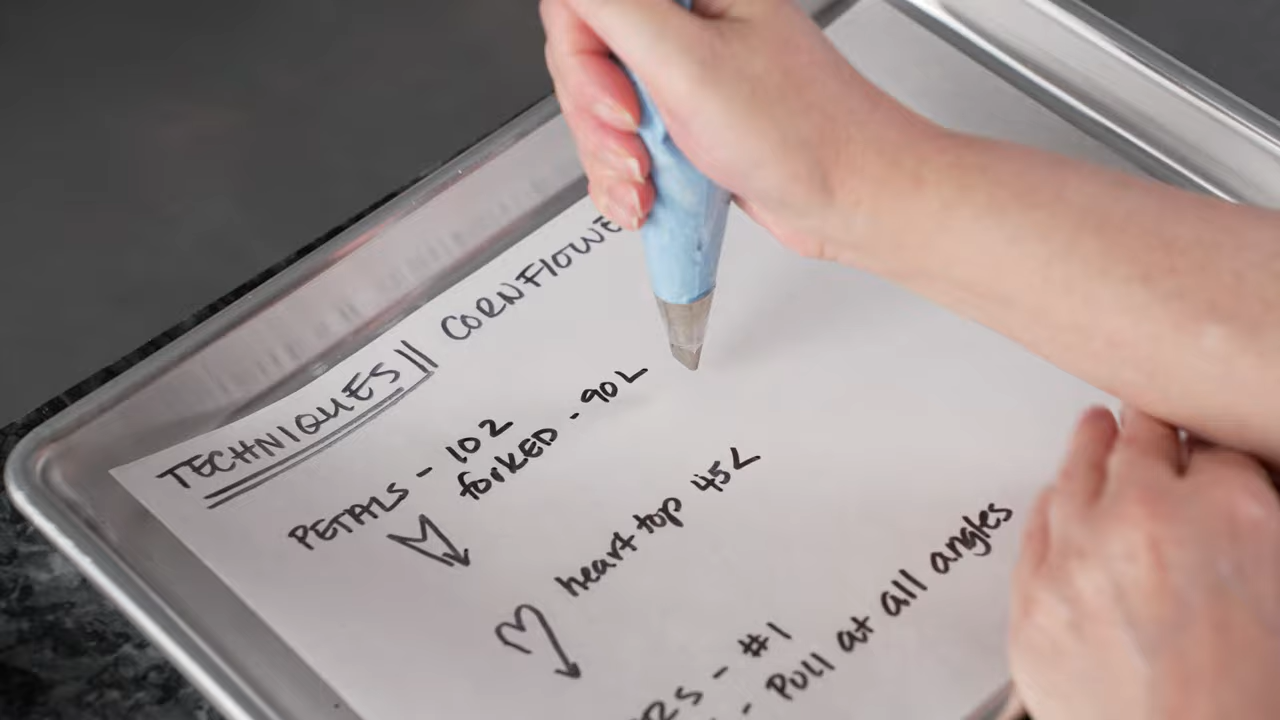 TECHNIQUES || CORNFLOWE
PETALS - 102
forkED - 90 L
heart top 45 L
- #1
- Pull at all angles